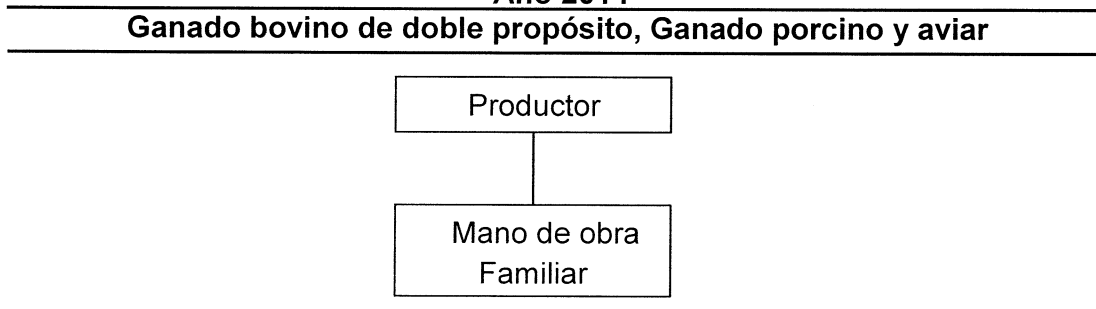 Ganado bovino de doble propósito, Ganado porcino y aviar
Productor
Mano de obra
Familiar